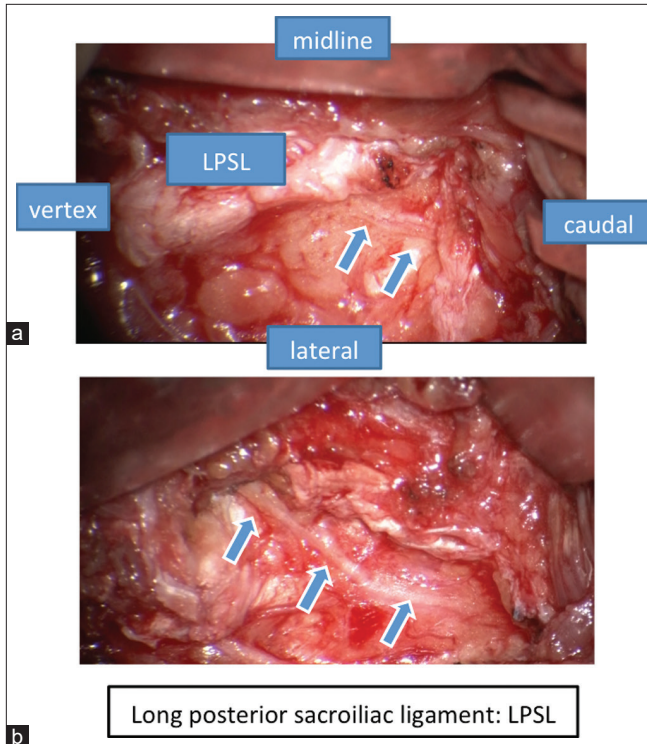 midline
LPSL
vertex
caudal
a
lateral
b
Long posterior sacroiliac ligament: LPSL